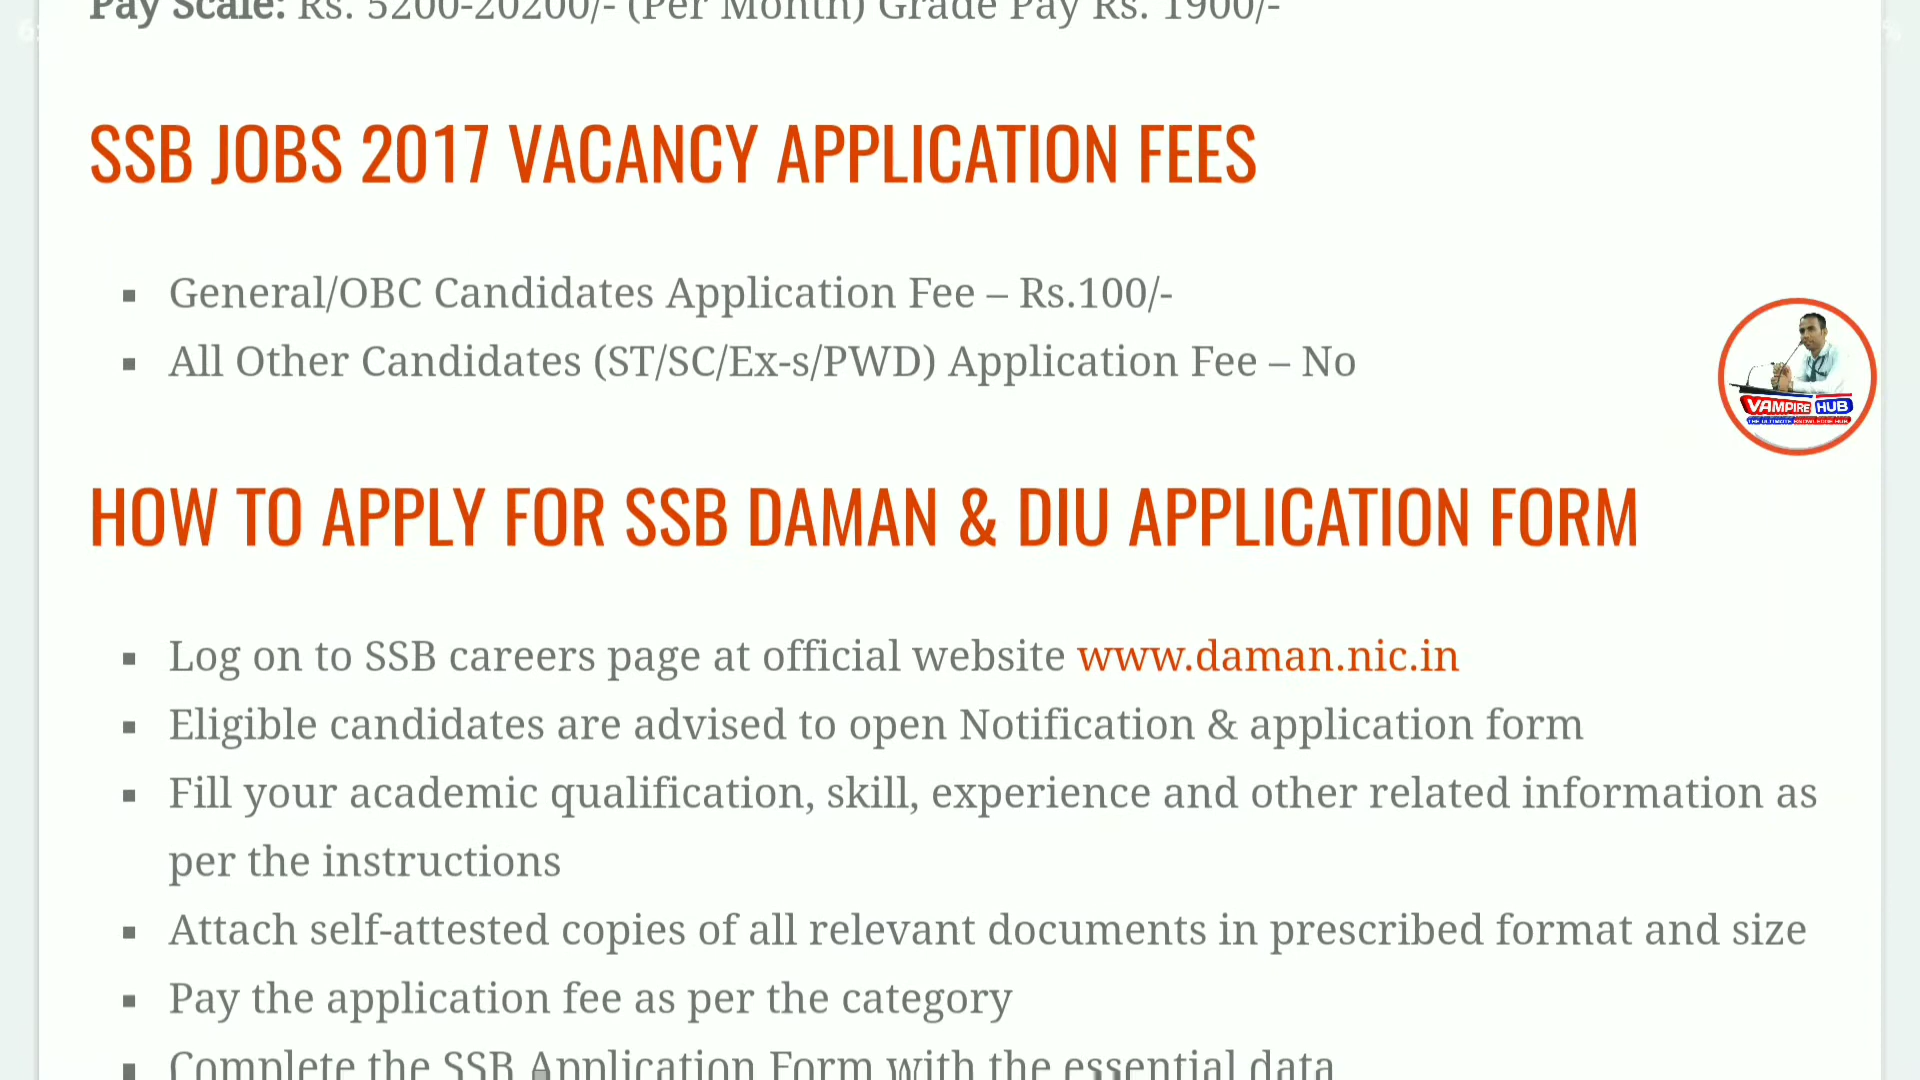 Pay Scale: Rs. 5200-20200/- (Per Month) Grade Pay Rs. 1900/-
SSB JOBS 2017 VACANCY APPLICATION FEES
▪ General/OBC Candidates Application Fee – Rs.100/-
▪ All Other Candidates (ST/SC/Ex-s/PWD) Application Fee – No
VAMPIRE HUB
THE ULTIMATE KNOWLEDGE HUB
HOW TO APPLY FOR SSB DAMAN & DIU APPLICATION FORM
▪ Log on to SSB careers page at official website www.daman.nic.in
▪ Eligible candidates are advised to open Notification & application form
▪ Fill your academic qualification, skill, experience and other related information as
per the instructions
▪ Attach self-attested copies of all relevant documents in prescribed format and size
▪ Pay the application fee as per the category
▪ Complete the SSB Application Form with the essential data